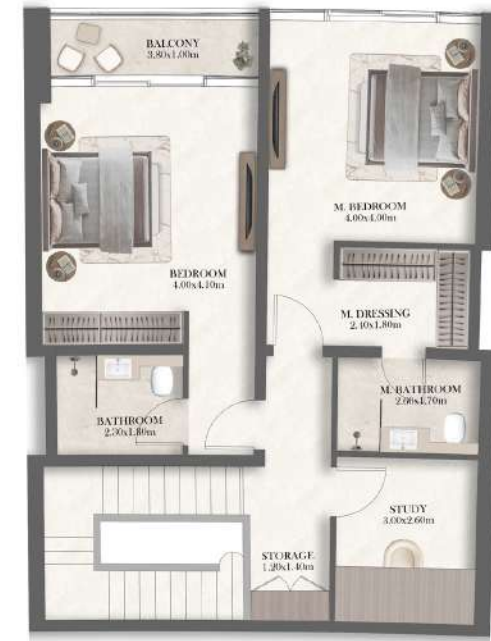 BALCONY
3.80x1.00m
M. BEDROOM
4.00x4.00m
BEDROOM
4.00x4.10m
M. DRESSING
2.40x1.80m
M. BATHROOM
2.60x1.70m
BATHROOM
2.30x1.80m
STUDY
3.00x2.60m
STORAGE
1.20x1.40m